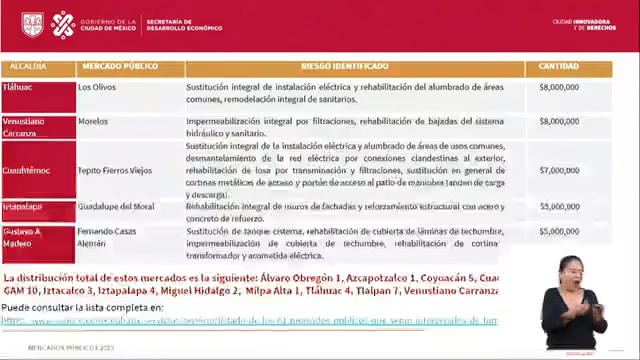 GOBIERNO DE LA
CIUDAD DE MÉXICO
SECRETARÍA DE
DESARROLLO ECONÓMICO
CIUDAD INNOVADORA
Y DE DERECHOS
ALCALDÍA MERCADO PÚBLICO RIESGO IDENTIFICADO CANTIDAD
Tláhuac Los Olivos Sustitución integral de instalación eléctrica y rehabilitación del alumbrado de áreas $8,000,000
comunes, remodelación integral de sanitarios.
Venustiano Morelos Impermeabilización integral por filtraciones, rehabilitación de bajadas del sistema $8,000,000
Carranza hidráulico y sanitario.
Sustitución integral de la instalación eléctrica y alumbrado de áreas de usos comunes,
desmantelamiento de la red eléctrica por conexiones clandestinas al exterior,
Cuauhtémoc Tepito Fierros Viejos rehabilitación de losa por transminación y filtraciones, sustitución en general de $7,000,000
cortinas metálicas de acceso y portón de acceso al patio de maniobra (anden de carga
y descarga).
Iztapalapa Guadalupe del Moral Rehabilitación integral de muros de fachadas y reforzamiento estructural con acero y $5,000,000
concreto de refuerzo.
Gustavo A. Fernando Casas Sustitución de tanque cisterna, rehabilitación de cubierta de láminas de techumbre, $5,000,000
Madero Alemán impermeabilización de cubierta de techumbre, rehabilitación de cortina
transformador y acometida eléctrica.
La distribución total de estos mercados es la siguiente: Álvaro Obregón 1, Azcapotzalco 1, Coyoacán 5, Cuau
GAM 10, Iztacalco 3, Iztapalapa 4, Miguel Hidalgo 2, Milpa Alta 1, Tláhuac 4, Tlalpan 7, Venustiano Carranza
Puede consultar la lista completa en:
MERCADOS PÚBLICOS 2023